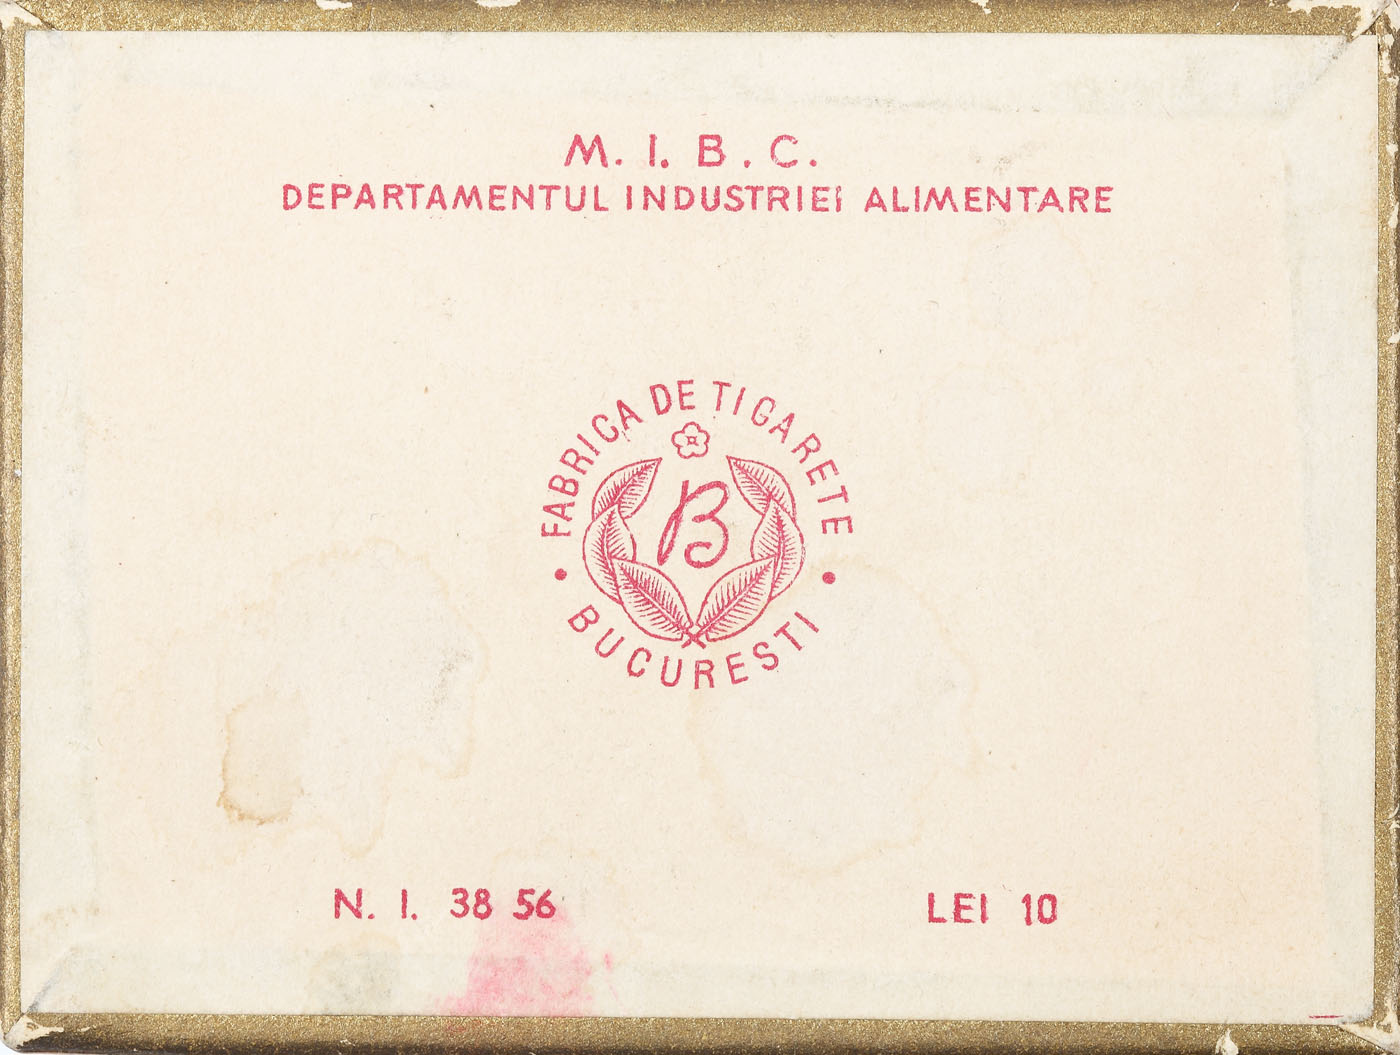 M. I. B. C.
DEPARTAMENTUL INDUSTRIEI ALIMENTARE
FABRICA DE TIGARETE
B
• BUCURESTI •
N. I. 38 56
LEI 10